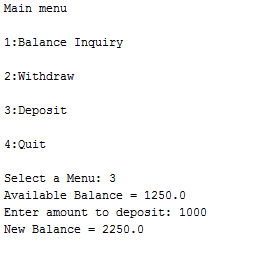 Main menu
1:Balance Inquiry
2:Withdraw
3:Deposit
4:Quit
Select a Menu: 3
Available Balance = 1250.0
Enter amount to deposit: 1000
New Balance = 2250.0